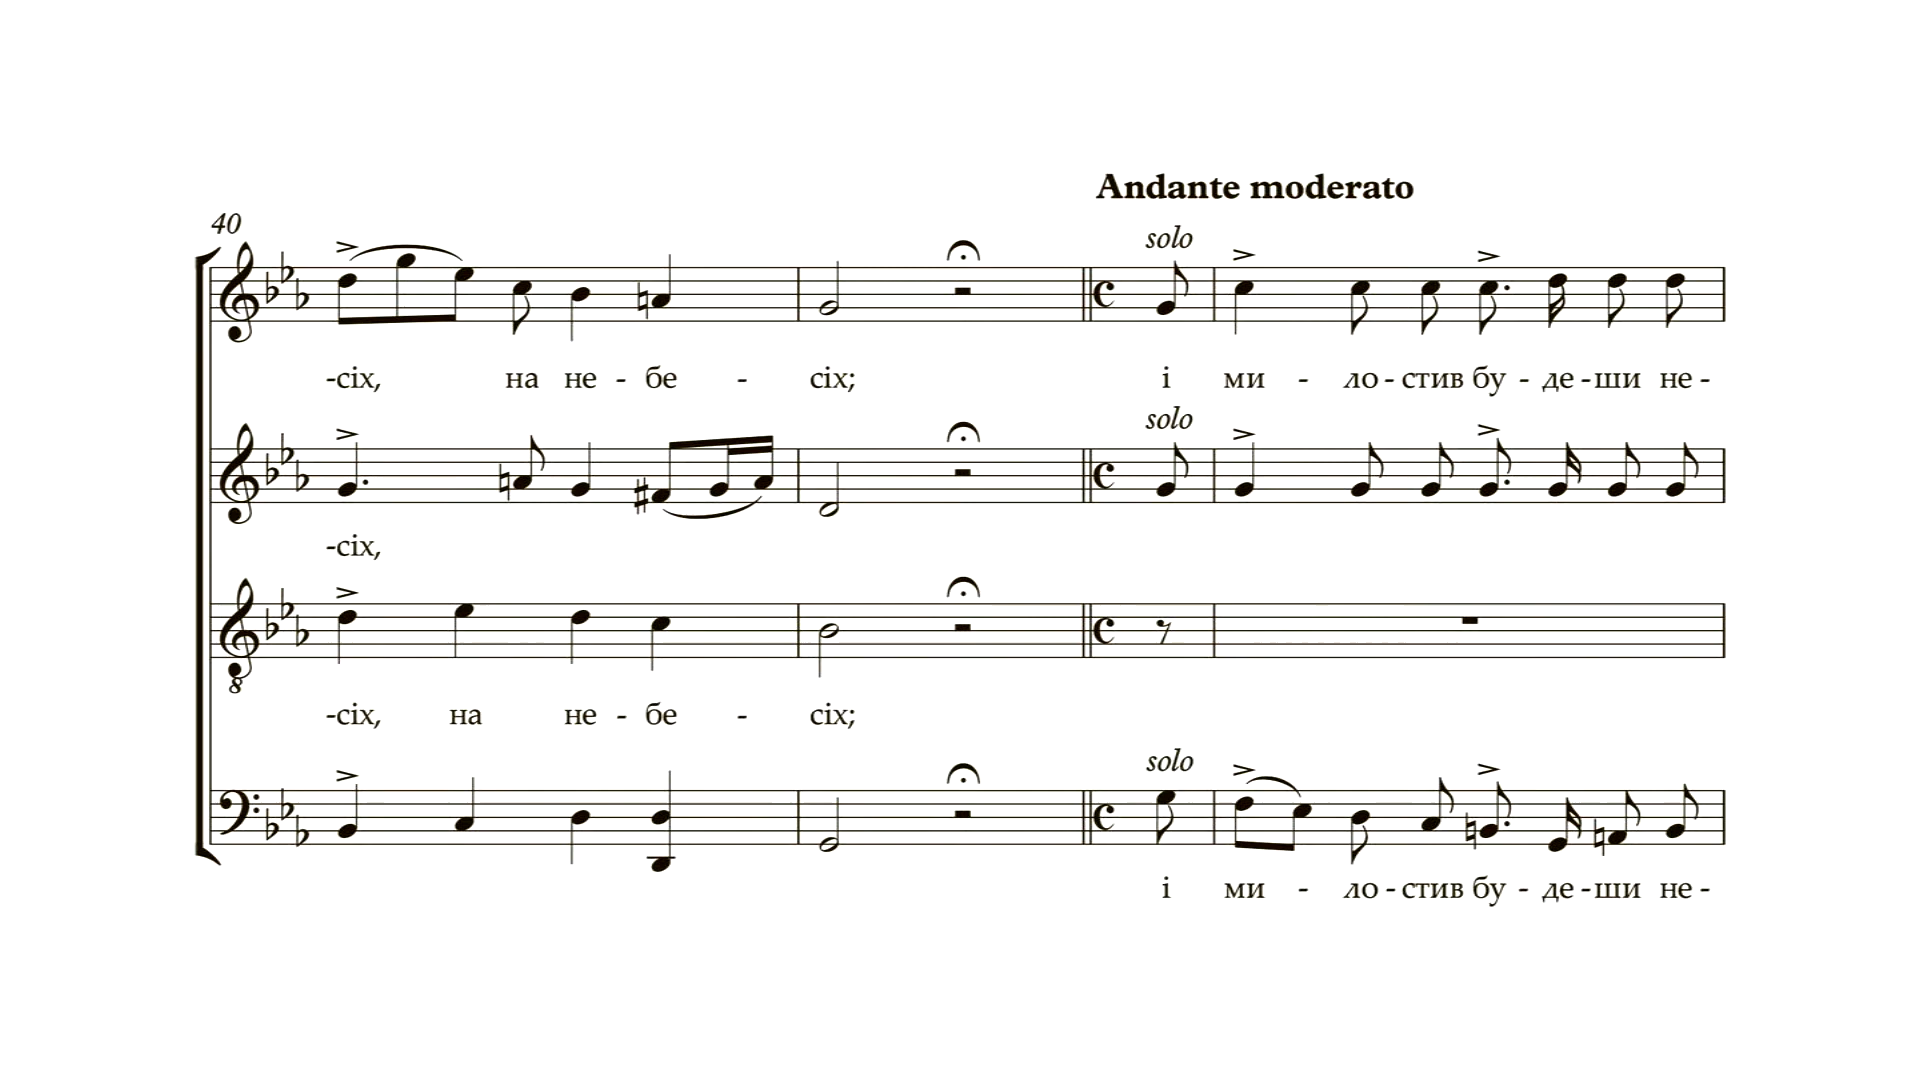 Andante moderato
40
solo
-сіх, на не - бе - сіх; і ми - ло - стив бу - де - ши не -
solo
-сіх,
8
-сіх, на не - бе - сіх;
solo
і ми - ло - стив бу - де - ши не -